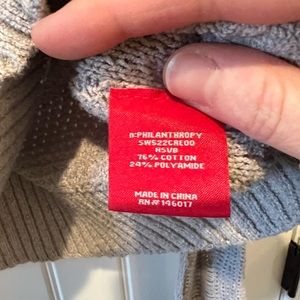 n:PHILANTHROPY
SWS22CRE00
NSVB
76% COTTON
24% POLYAMIDE
MADE IN CHINA
RN# 146017